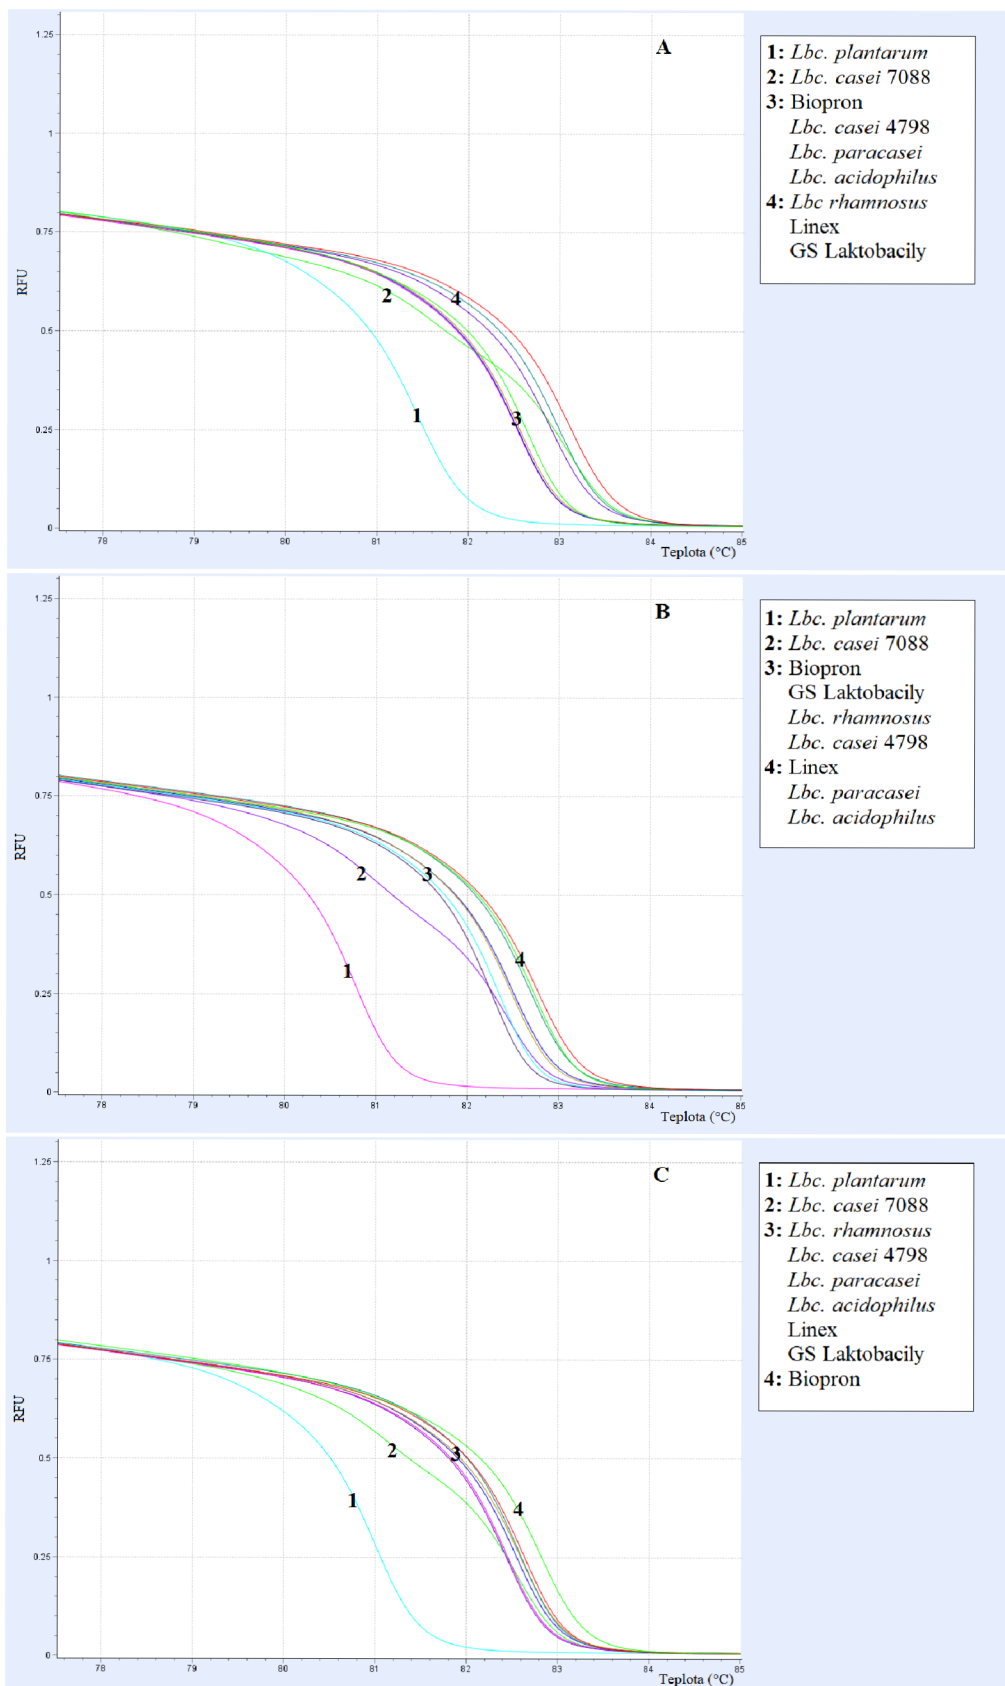 A
1.25
1
0.75
0.5
0.25
0
RFU
2
4
1
3
78
79
80
81
82
83
84
85
Teplota (°C)
1: Lbc. plantarum
2: Lbc. casei 7088
3: Biopron
Lbc. casei 4798
Lbc. paracasei
Lbc. acidophilus
4: Lbc rhamnosus
Linex
GS Laktobacily
B
1.25
1
0.75
0.5
0.25
0
RFU
2
3
1
4
78
79
80
81
82
83
84
85
Teplota (°C)
1: Lbc. plantarum
2: Lbc. casei 7088
3: Biopron
GS Laktobacily
Lbc. rhamnosus
Lbc. casei 4798
4: Linex
Lbc. paracasei
Lbc. acidophilus
C
1.25
1
0.75
0.5
0.25
0
RFU
2
3
1
4
78
79
80
81
82
83
84
85
Teplota (°C)
1: Lbc. plantarum
2: Lbc. casei 7088
3: Lbc. rhamnosus
Lbc. casei 4798
Lbc. paracasei
Lbc. acidophilus
Linex
GS Laktobacily
4: Biopron